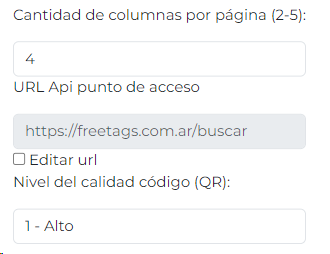 Cantidad de columnas por página (2-5):
4
URL Api punto de acceso
https://freetags.com.ar/buscar
Editar url
Nivel del calidad código (QR):
1 - Alto